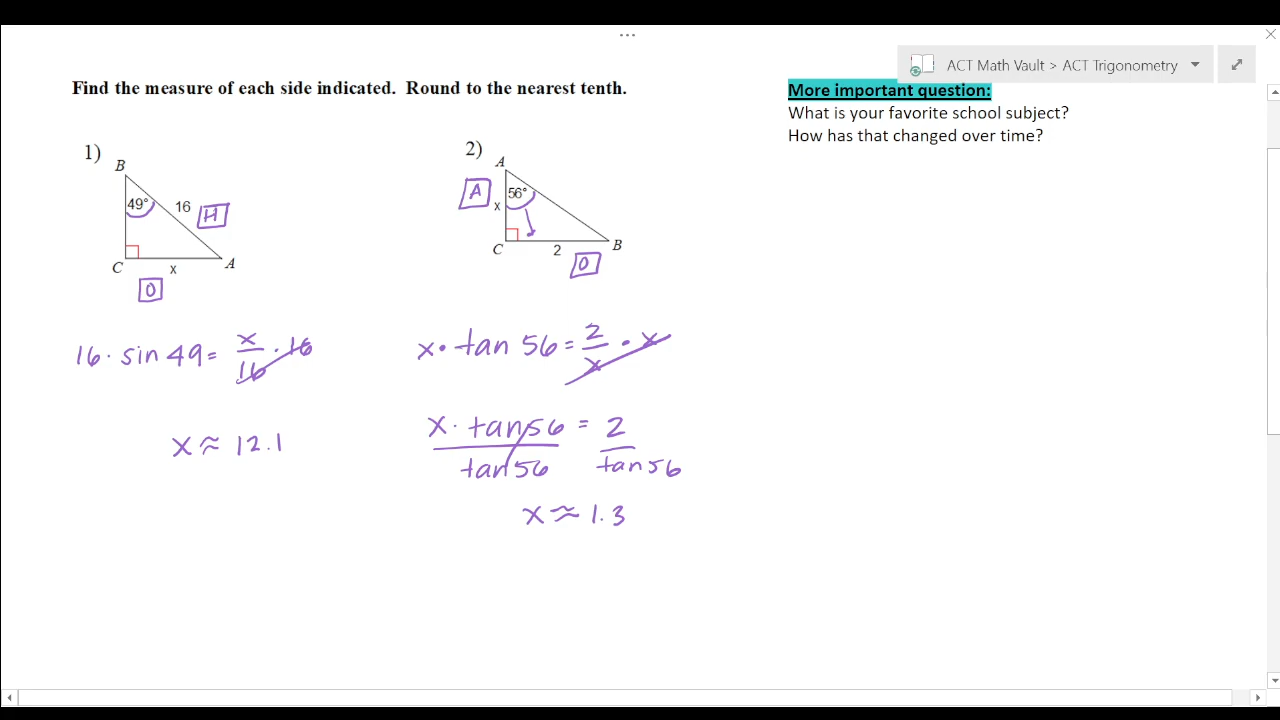 ACT Math Vault > ACT Trigonometry
Find the measure of each side indicated. Round to the nearest tenth.
More important question:
What is your favorite school subject?
How has that changed over time?
1)
B
49°
16
H
C
x
A
O
2)
A
A
56°
x
C
2
B
O
16 · sin 49 = x/16 · 16
x ≈ 12.1
x · tan 56 = 2/x · x
x · tan 56 = 2
tan 56 tan 56
x ≈ 1.3